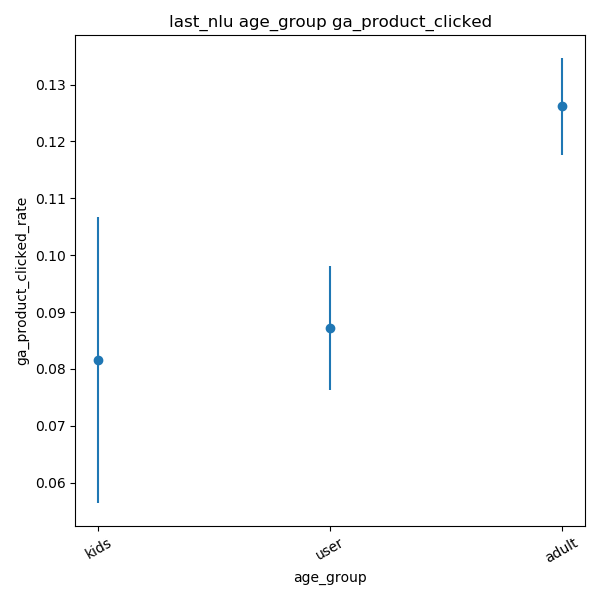 last_nlu age_group ga_product_clicked
ga_product_clicked_rate
0.13
0.12
0.11
0.10
0.09
0.08
0.07
0.06
kids
user
adult
age_group